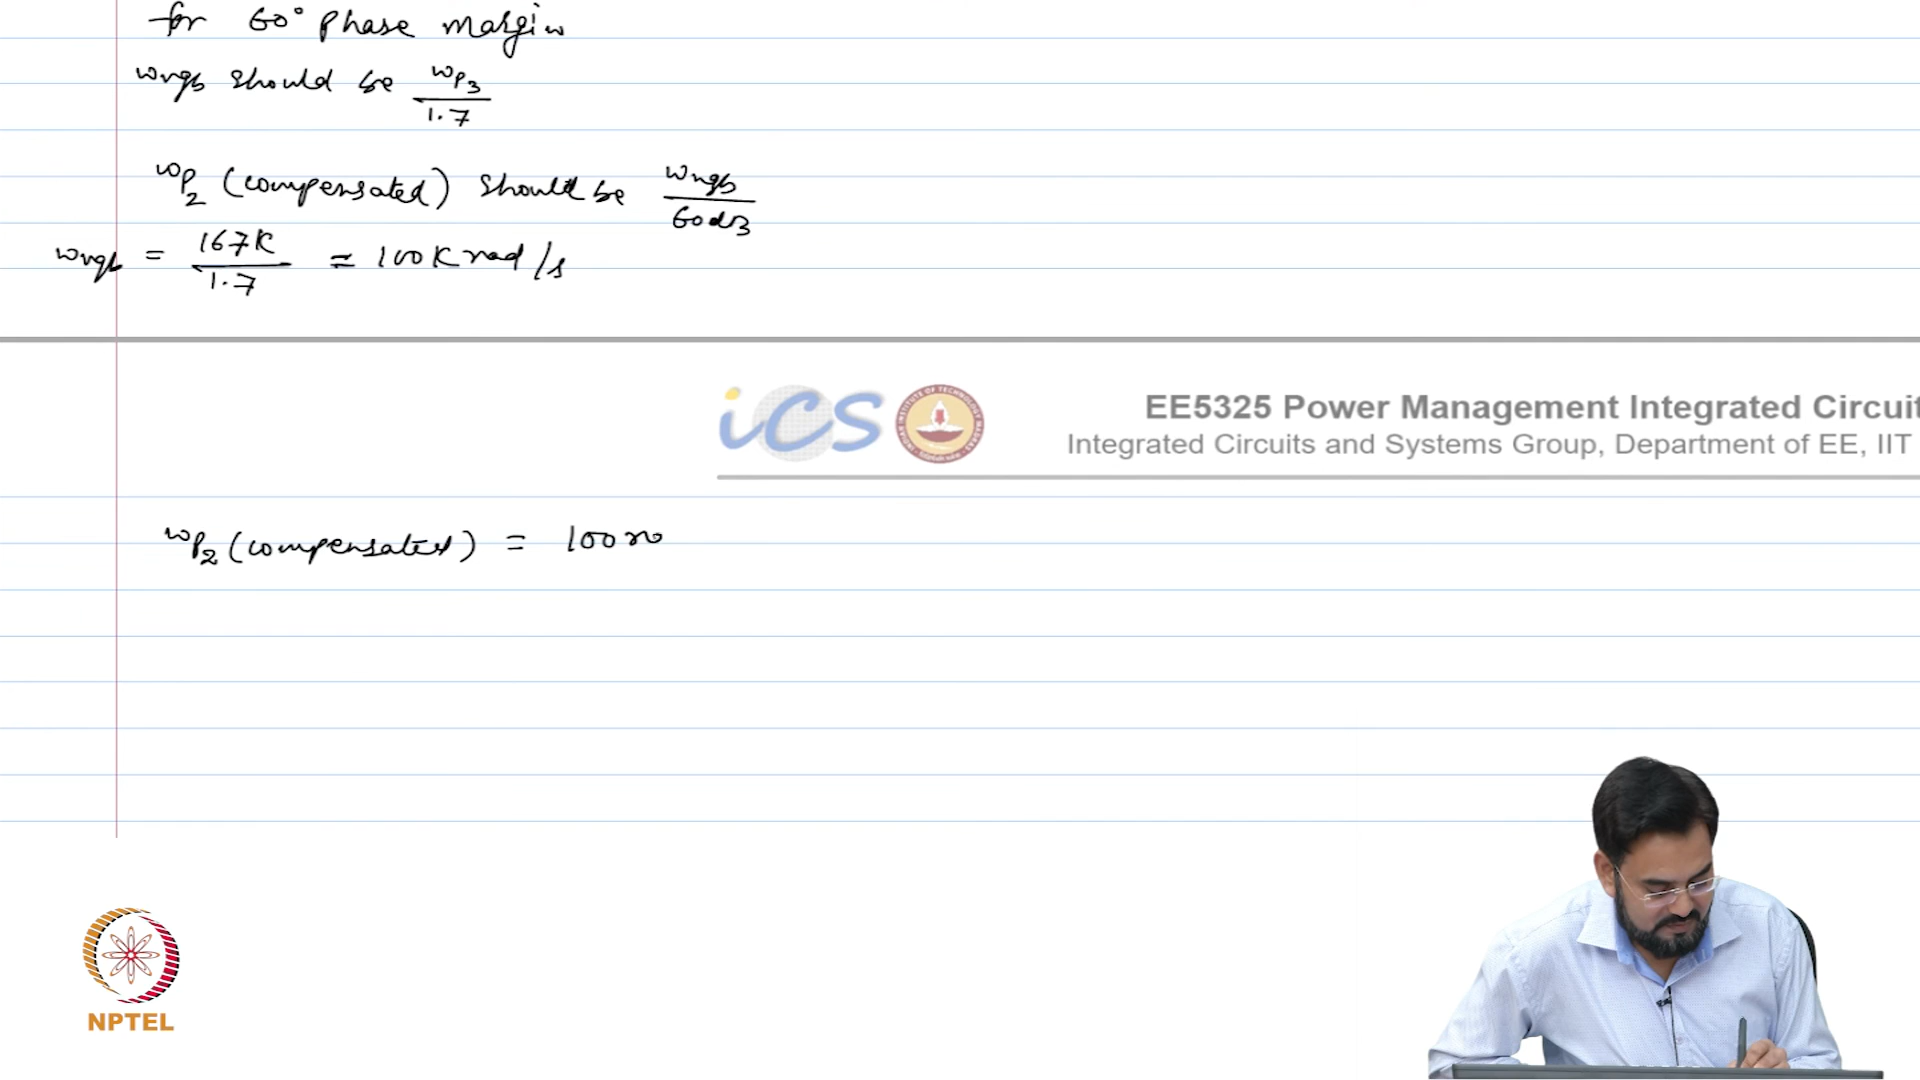 for 60° Phase Margin
ωugb should be ωp3/1.7
ωp2 (compensated) should be ωugb/60dB
ωugb = 167K/1.7 ≈ 100 K rad/s
iCS
EE5325 Power Management Integrated Circuit
Integrated Circuits and Systems Group, Department of EE, IIT
ωp2 (compensated) = 100
NPTEL